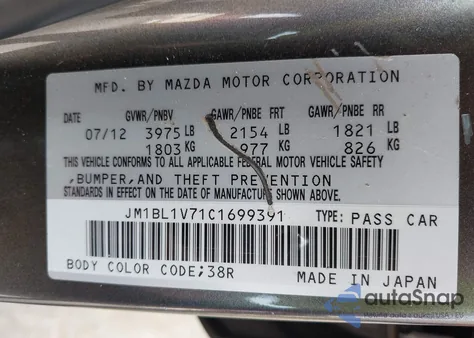 MFD. BY MAZDA MOTOR CORPORATION
DATE GVWR/PNBV GAWR/PNBE FRT GAWR/PNBE RR
07/12 3975 LB 2154 LB 1821 LB
1803 KG 977 KG 826 KG
THIS VEHICLE CONFORMS TO ALL APPLICABLE FEDERAL MOTOR VEHICLE SAFETY
,BUMPER,AND THEFT PREVENTION
STANDARDS IN EFFECT ON THE DATE OF MANUFACTURE SHOWN ABOVE.
JM1BL1V71C1699391 TYPE: PASS CAR
BODY COLOR CODE;38R MADE IN JAPAN
autoSnap